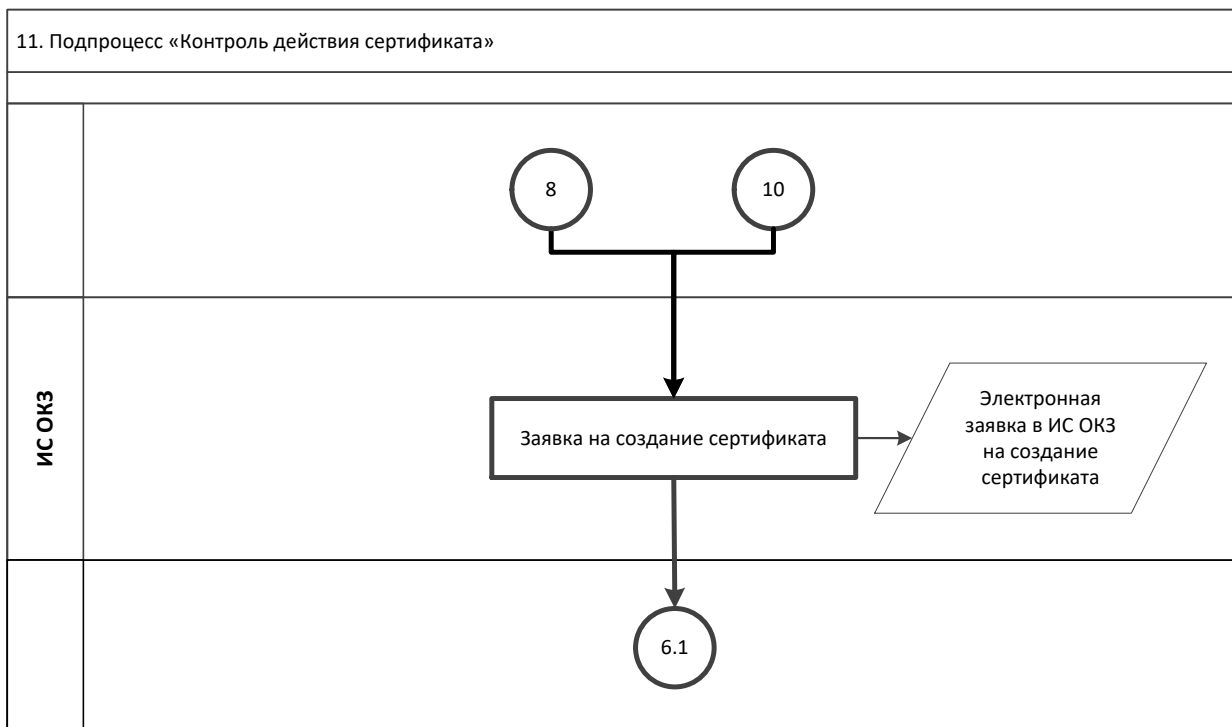 11. Подпроцесс «Контроль действия сертификата»
8
10
ИС ОКЗ
Заявка на создание сертификата
Электронная
заявка в ИС ОКЗ
на создание
сертификата
6.1